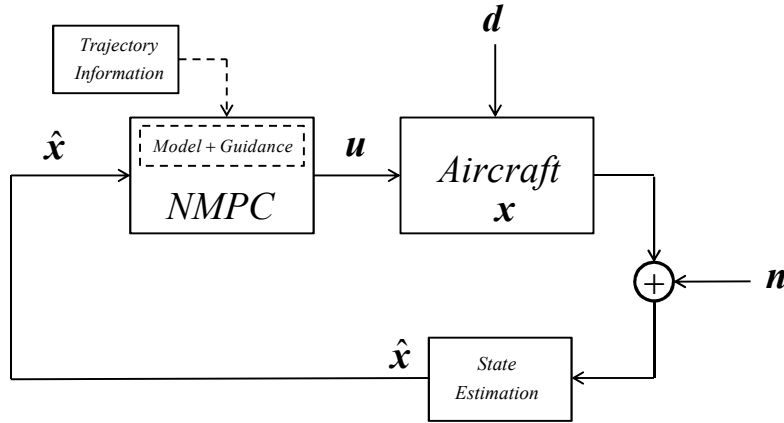 d
Trajectory
Information
x̂
Model + Guidance
u
NMPC
Aircraft
x
+
n
x̂
State
Estimation